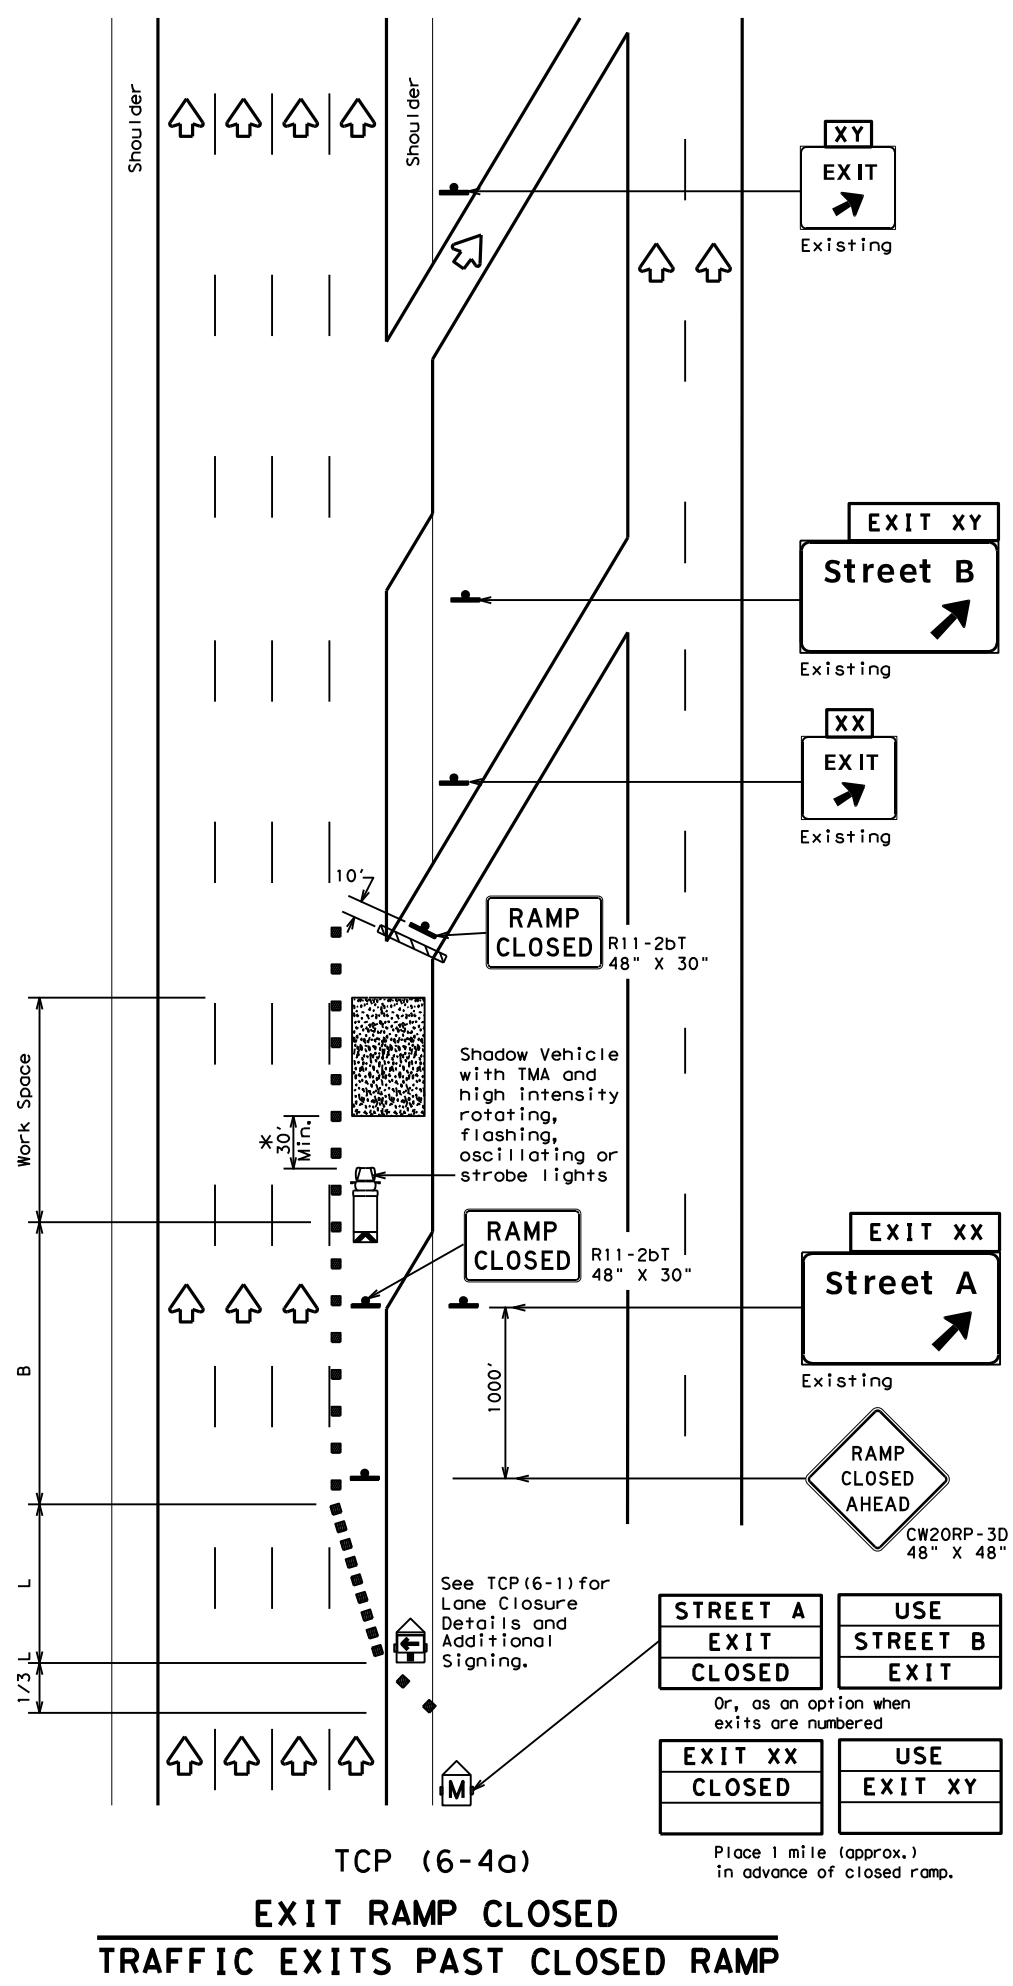 Shoulder
Shoulder
XY
EXIT
Existing
EXIT XY
Street B
Existing
XX
EXIT
Existing
10'
RAMP
CLOSED
R11-2bT
48" X 30"
Work Space
Shadow Vehicle
with TMA and
high intensity
rotating,
flashing,
oscillating or
strobe lights
*
30'
Min.
RAMP
CLOSED
R11-2bT
48" X 30"
EXIT XX
Street A
Existing
B
1000'
RAMP
CLOSED
AHEAD
CW20RP-3D
48" X 48"
L
See TCP(6-1)for
Lane Closure
Details and
Additional
Signing.
1/3 L
STREET A
EXIT
CLOSED
USE
STREET B
EXIT
Or, as an option when
exits are numbered
EXIT XX
CLOSED
USE
EXIT XY
M
Place 1 mile (approx.)
in advance of closed ramp.
TCP (6-4a)
EXIT RAMP CLOSED
TRAFFIC EXITS PAST CLOSED RAMP